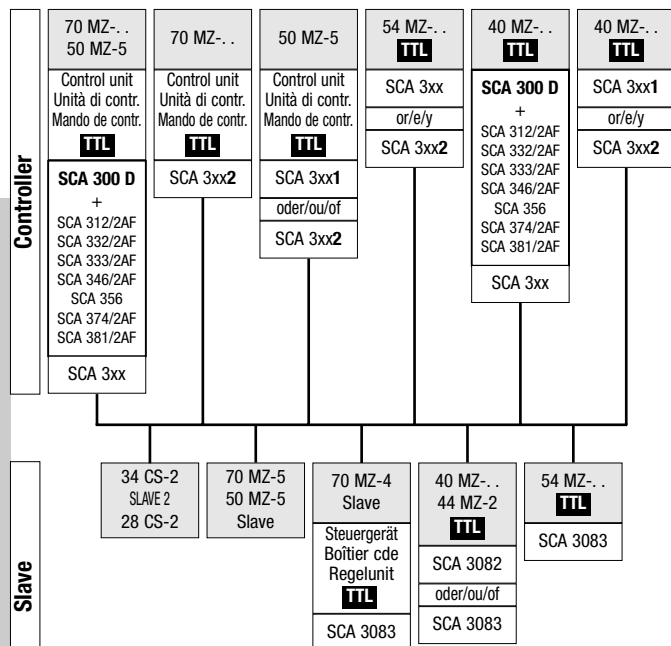 Controller
70 MZ-. .
50 MZ-5
Control unit
Unità di contr.
Mando de contr.
TTL
SCA 300 D
+
SCA 312/2AF
SCA 332/2AF
SCA 333/2AF
SCA 346/2AF
SCA 356
SCA 374/2AF
SCA 381/2AF
SCA 3xx
70 MZ-. .
Control unit
Unità di contr.
Mando de contr.
TTL
SCA 3xx2
50 MZ-5
Control unit
Unità di contr.
Mando de contr.
TTL
SCA 3xx1
oder/ou/of
SCA 3xx2
54 MZ-. .
TTL
SCA 3xx
or/e/y
SCA 3xx2
40 MZ-. .
TTL
SCA 300 D
+
SCA 312/2AF
SCA 332/2AF
SCA 333/2AF
SCA 346/2AF
SCA 356
SCA 374/2AF
SCA 381/2AF
SCA 3xx
40 MZ-. .
TTL
SCA 3xx1
or/e/y
SCA 3xx2
Slave
34 CS-2
SLAVE 2
28 CS-2
70 MZ-5
50 MZ-5
Slave
70 MZ-4
Slave
Steuergerät
Boîtier cde
Regelunit
TTL
SCA 3083
40 MZ-. .
44 MZ-2
TTL
SCA 3082
oder/ou/of
SCA 3083
54 MZ-. .
TTL
SCA 3083